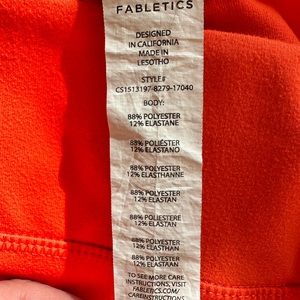 FABLETICS
DESIGNED
IN CALIFORNIA
MADE IN
LESOTHO
STYLE#
CS1513197-8279-17040
BODY:
88% POLYESTER
12% ELASTANE
88% POLIÉSTER
12% ELASTANO
88% POLYESTER
12% ELASTHANNE
88% POLYESTER
12% ELASTAN
88% POLIESTERE
12% ELASTAN
88% POLYESTER
12% ELASTHAN
88% POLYESTER
12% ELASTAAN
TO SEE MORE CARE
INSTRUCTIONS, VISIT
FABLETICS.COM/
CAREINSTRUCTIONS